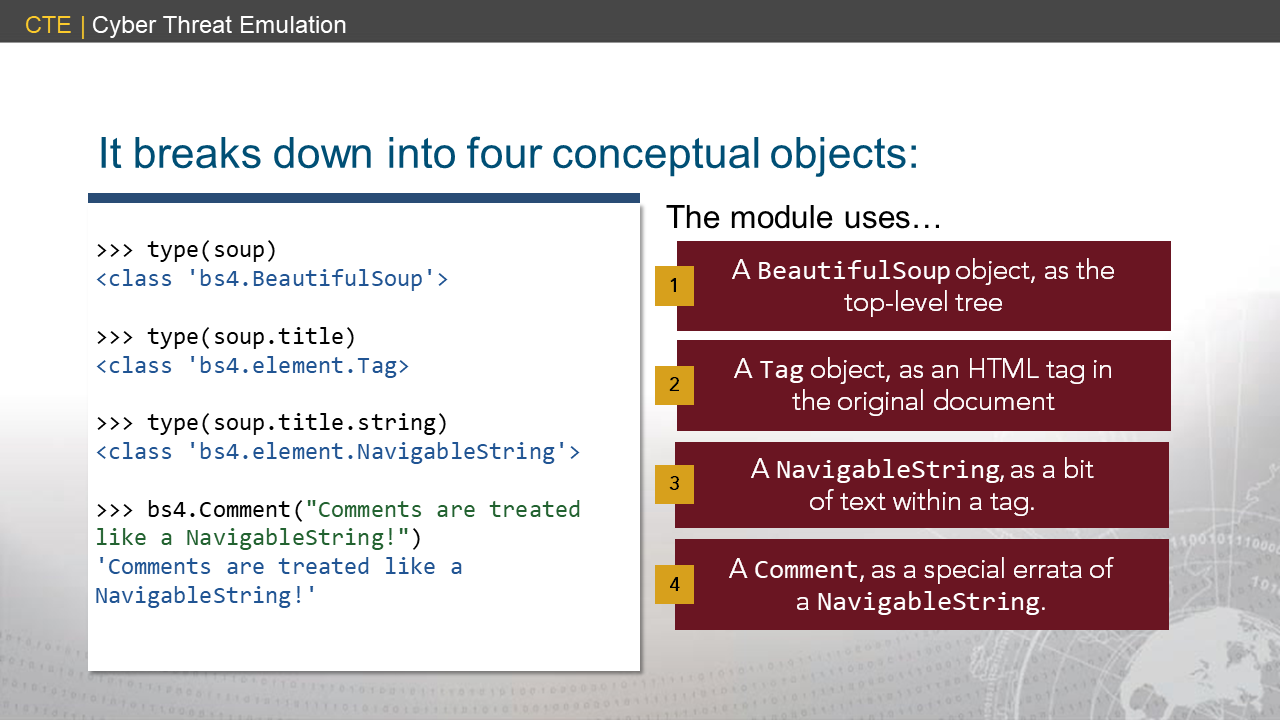 CTE | Cyber Threat Emulation
It breaks down into four conceptual objects:
>>> type(soup)
<class 'bs4.BeautifulSoup'>
>>> type(soup.title)
<class 'bs4.element.Tag>
>>> type(soup.title.string)
<class 'bs4.element.NavigableString'>
>>> bs4.Comment("Comments are treated
like a NavigableString!")
'Comments are treated like a
NavigableString!'
The module uses…
1
A BeautifulSoup object, as the
top-level tree
2
A Tag object, as an HTML tag in
the original document
3
A NavigableString, as a bit
of text within a tag.
4
A Comment, as a special errata of
a NavigableString.